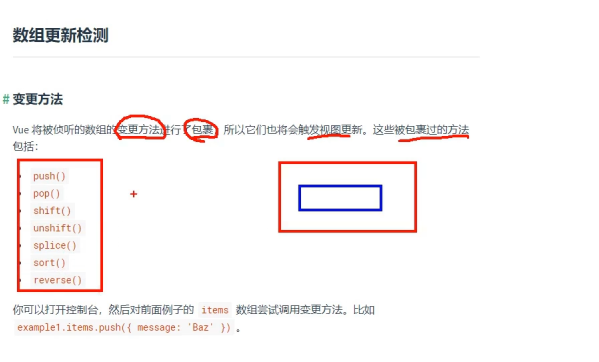 数组更新检测
# 变更方法
Vue 将被侦听的数组的变更方法进行了包裹，所以它们也将会触发视图更新。这些被包裹过的方法
包括：
push()
pop()
shift()
unshift()
splice()
sort()
reverse()
你可以打开控制台，然后对前面例子的 items 数组尝试调用变更方法。比如
example1.items.push({ message: 'Baz' }) 。